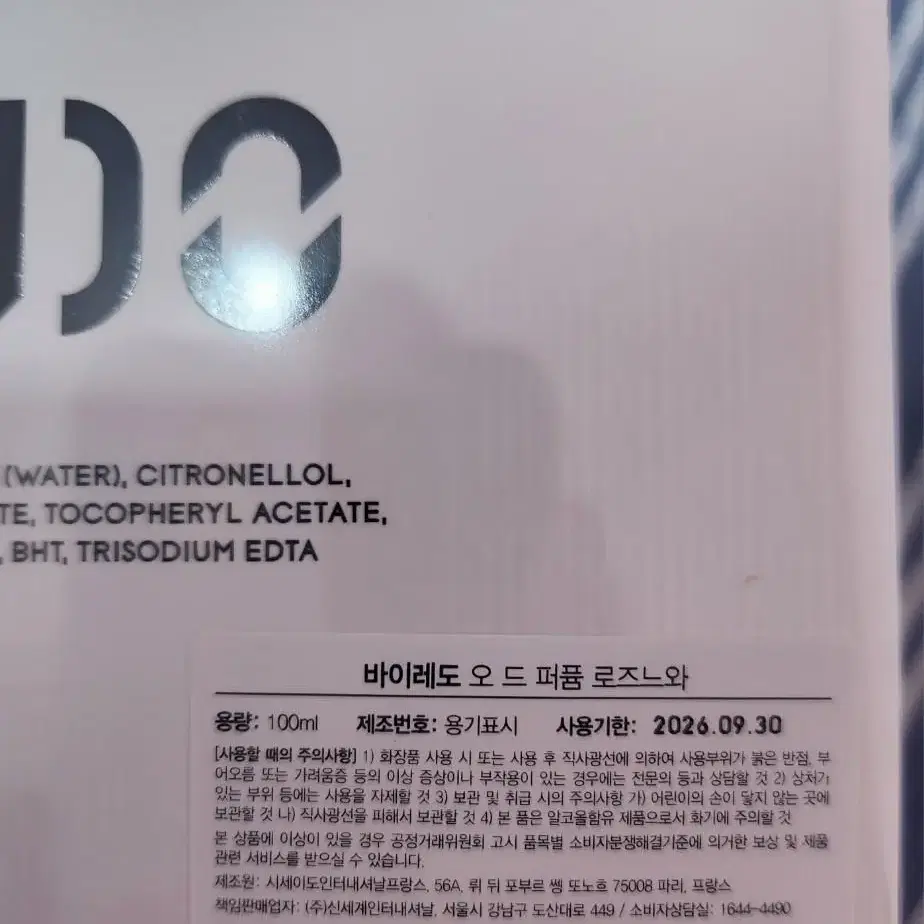 (WATER), CITRONELLOL,
TE, TOCOPHERYL ACETATE,
, BHT, TRISODIUM EDTA
바이레도 오 드 퍼퓸 로즈느와
용량: 100ml 제조번호: 용기표시 사용기한: 2026.09.30
[사용할 때의 주의사항] 1) 화장품 사용 시 또는 사용 후 직사광선에 의하여 사용부위가 붉은 반점, 부
어오름 또는 가려움증 등의 이상 증상이나 부작용이 있는 경우에는 전문의 등과 상담할 것 2) 상처가
있는 부위 등에는 사용을 자제할 것 3) 보관 및 취급 시의 주의사항 가) 어린이의 손이 닿지 않는 곳에
보관할 것 나) 직사광선을 피해서 보관할 것 4) 본 품은 알코올함유 제품으로서 화기에 주의할 것
본 상품에 이상이 있을 경우 공정거래위원회 고시 품목별 소비자분쟁해결기준에 의거한 보상 및 제품
관련 서비스를 받으실 수 있습니다.
제조원: 시세이도인터내셔날프랑스, 56A, 뤼 뒤 포부르 쌩 또노흐 75008 파리, 프랑스
책임판매업자: (주)신세계인터내셔날, 서울시 강남구 도산대로 449 / 소비자상담실: 1644-4490